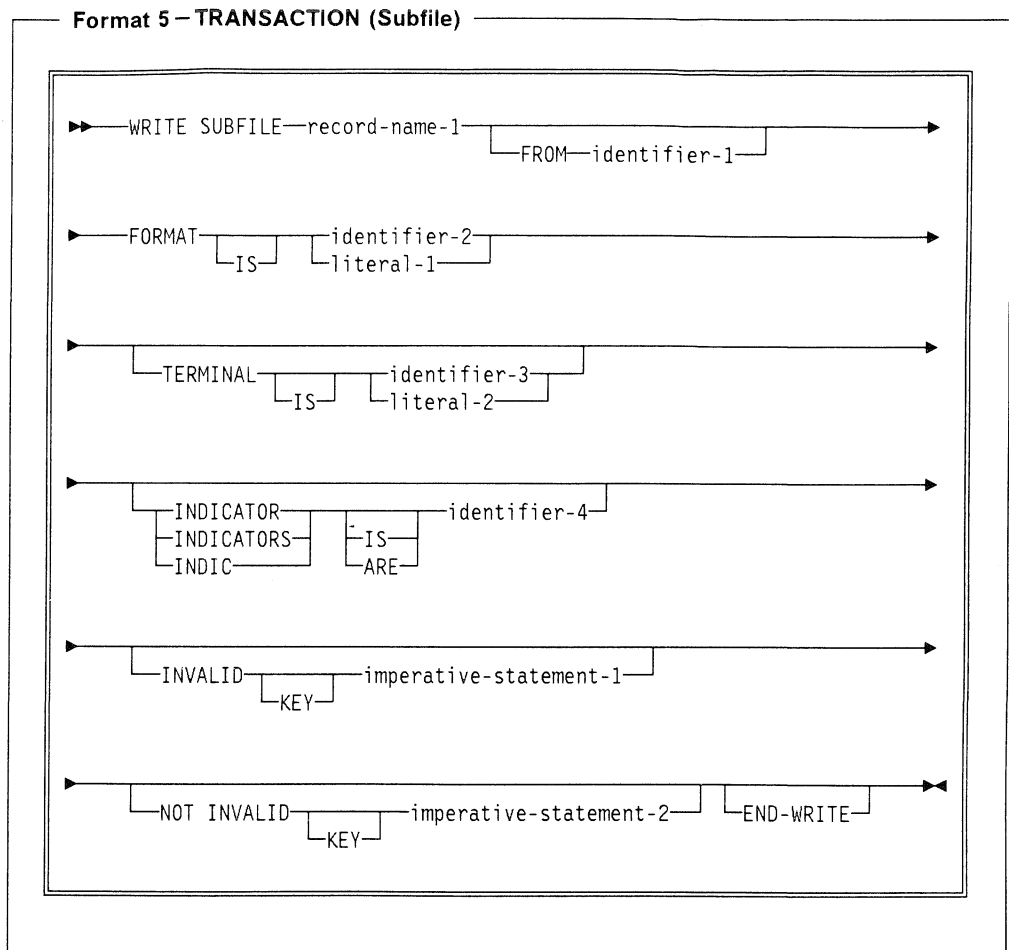 Format 5—TRANSACTION (Subfile)
WRITE SUBFILE record-name-1
FROM identifier-1
FORMAT identifier-2
IS literal-1
TERMINAL identifier-3
IS literal-2
INDICATOR identifier-4
INDICATORS IS
INDIC ARE
INVALID imperative-statement-1
KEY
NOT INVALID imperative-statement-2 END-WRITE
KEY